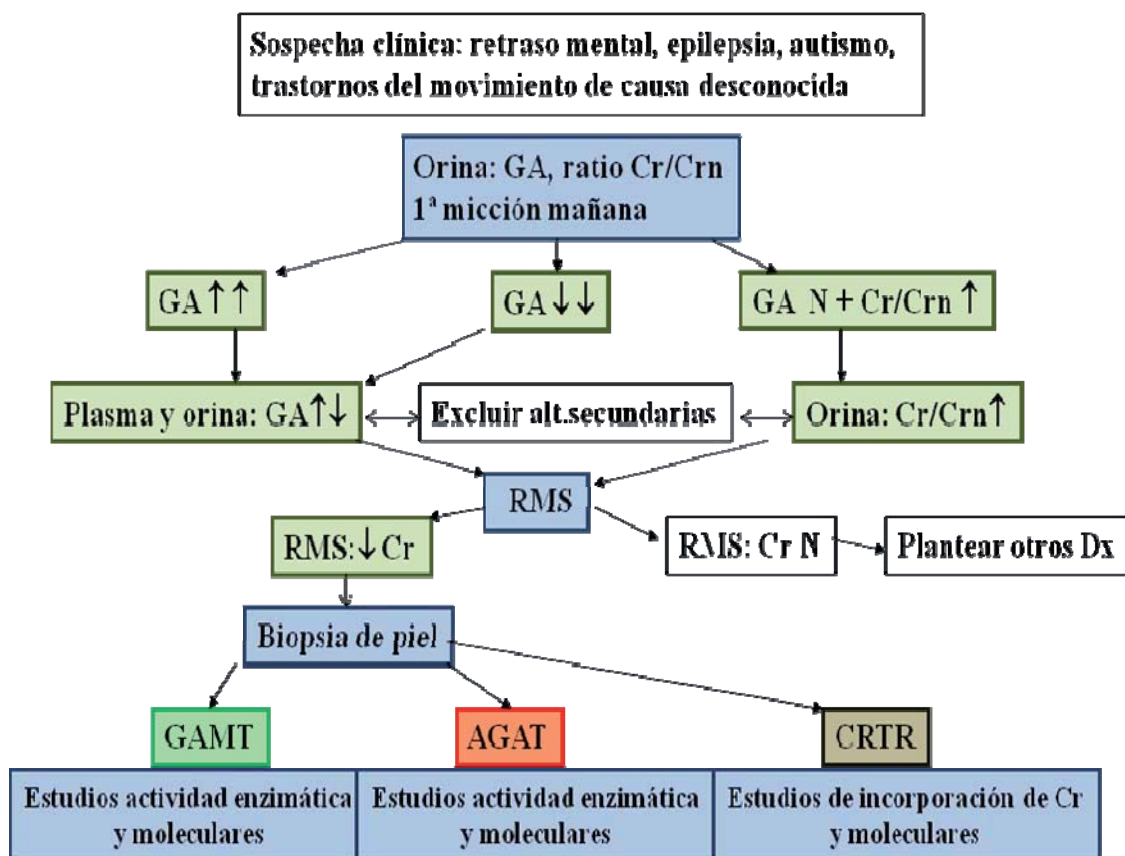 Sospecha clínica: retraso mental, epilepsia, autismo,
trastornos del movimiento de causa desconocida
Orina: GA, ratio Cr/Crn
1ª micción mañana
GA↑↑
GA↓↓
GA N + Cr/Crn ↑
Plasma y orina: GA↑↓
Excluir alt.secundarias
Orina: Cr/Crn↑
RMS
RMS:↓Cr
RMS: Cr N
Plantear otros Dx
Biopsia de piel
GAMT
AGAT
CRTR
Estudios actividad enzimática
y moleculares
Estudios actividad enzimática
y moleculares
Estudios de incorporación de Cr
y moleculares